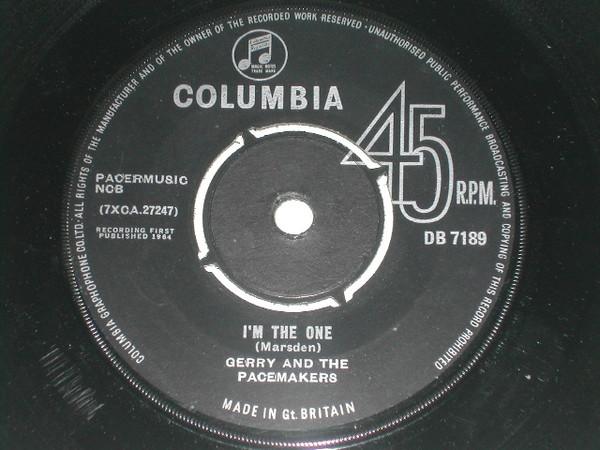 COLUMBIA GRAPHOPHONE CO. LTD. ALL RIGHTS OF THE MANUFACTURER AND OF THE OWNER OF THE RECORDED WORK RESERVED · UNAUTHORISED PUBLIC PERFORMANCE BROADCASTING AND COPYING OF THIS RECORD PROHIBITED
MAGIC NOTES
TRADE MARK
COLUMBIA
45
R.P.M.
PACERMUSIC
NCB
(7XCA.27247)
RECORDING FIRST
PUBLISHED 1964
DB 7189
I'M THE ONE
(Marsden)
GERRY AND THE
PACEMAKERS
MADE IN Gt. BRITAIN